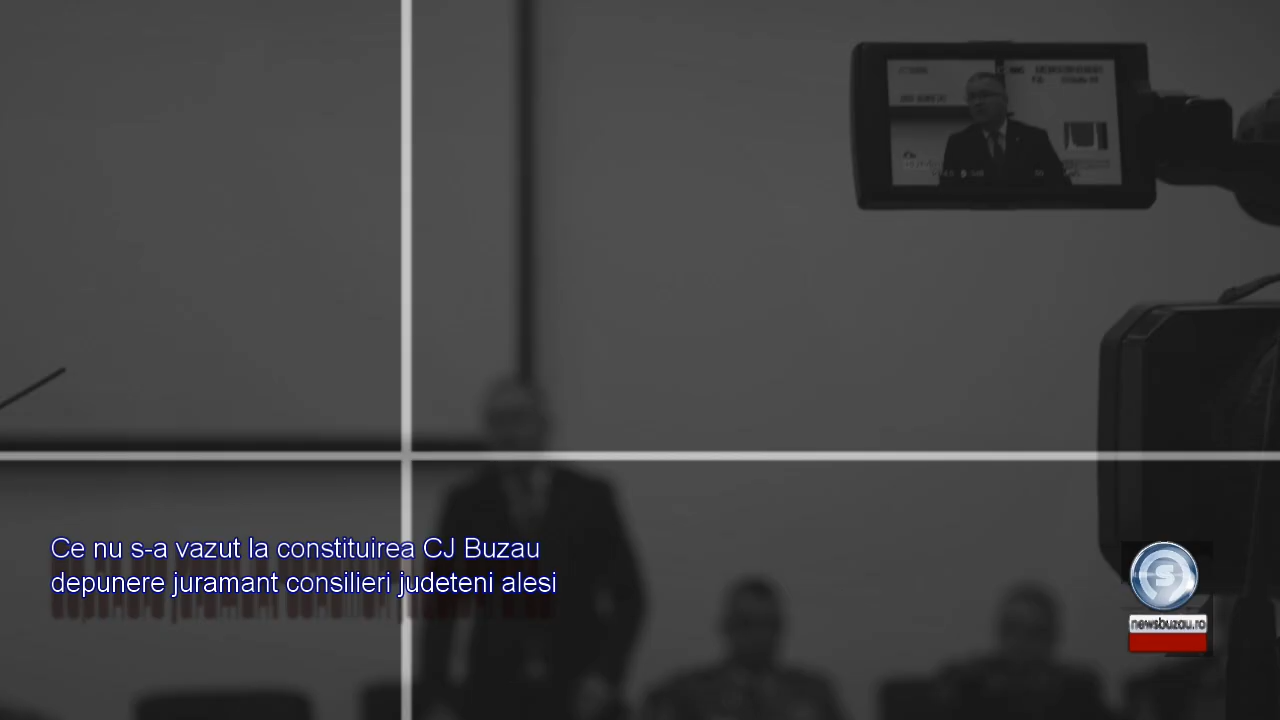 Ce nu s-a vazut la constituirea CJ Buzau
depunere juramant consilieri judeteni alesi
S
newsbuzau.ro